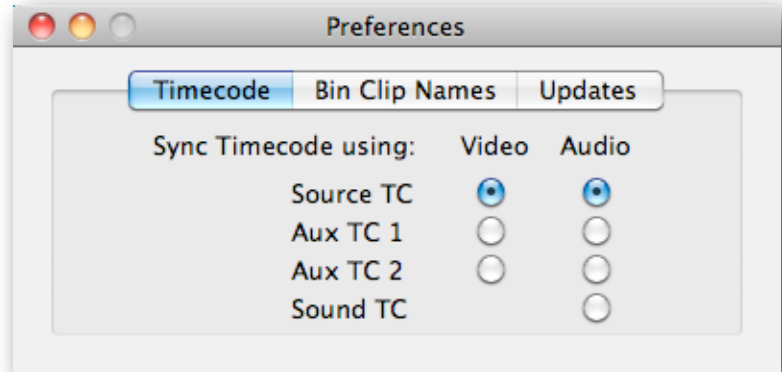 Preferences
Timecode Bin Clip Names Updates
Sync Timecode using: Video Audio
Source TC
Aux TC 1
Aux TC 2
Sound TC